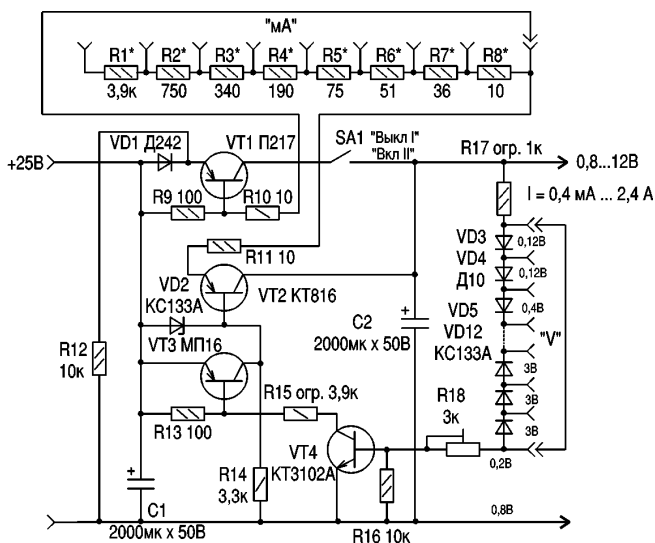 "мА"
R1* R2* R3* R4* R5* R6* R7* R8*
3,9к 750 340 190 75 51 36 10
VD1 Д242
VT1 П217
SA1 "Выкл I"
"Вкл II"
R17 огр. 1к
+25В
0,8...12В
R9 100
R10 10
I = 0,4 мА ... 2,4 А
R11 10
VD3
0,12В
VD4
Д10
0,12В
VD2
КС133А
VT2 КТ816
VD5
0,4В
C2
2000мк х 50В
VD12
КС133А
"V"
R12
10к
VT3 МП16
+
R15 огр. 3,9к
R18
3к
3В
3В
3В
R13 100
VT4
КТ3102А
R14
3,3к
0,2В
+
C1
2000мк х 50В
R16 10к
0,8В